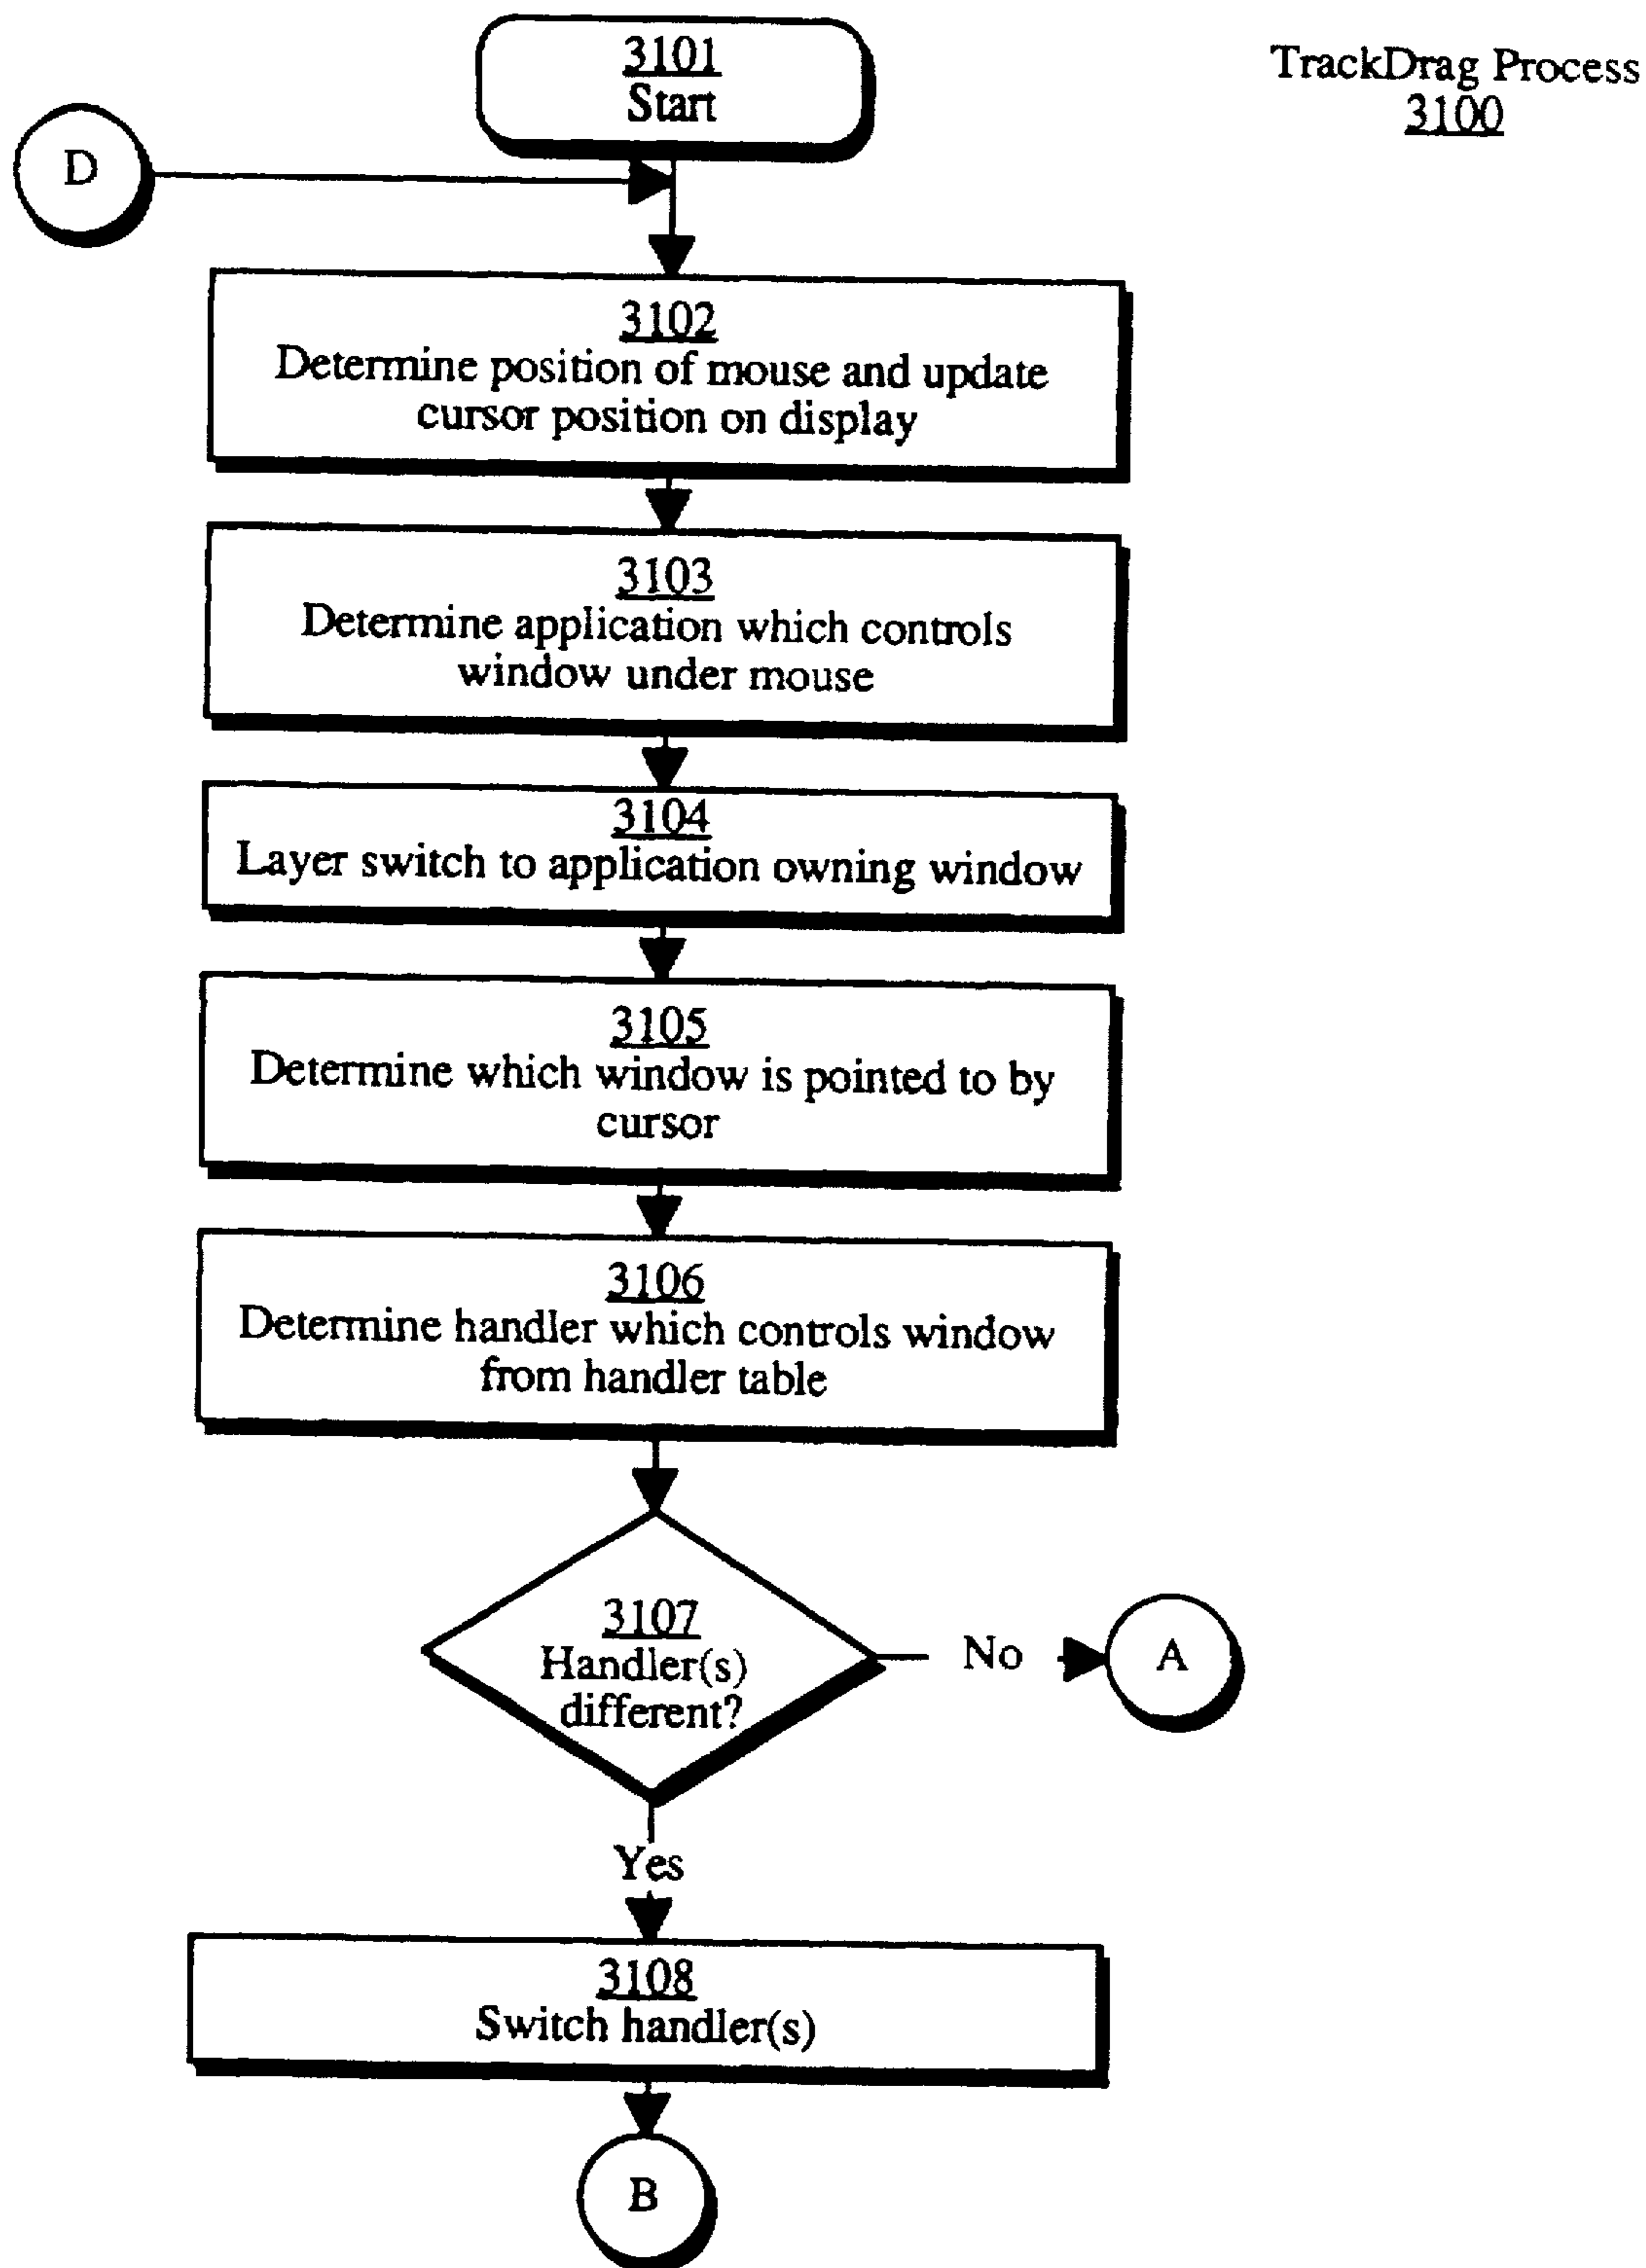 TrackDrag Process
3100
3101
Start
D
3102
Determine position of mouse and update
cursor position on display
3103
Determine application which controls
window under mouse
3104
Layer switch to application owning window
3105
Determine which window is pointed to by
cursor
3106
Determine handler which controls window
from handler table
3107
Handler(s)
different?
No
A
Yes
3108
Switch handler(s)
B